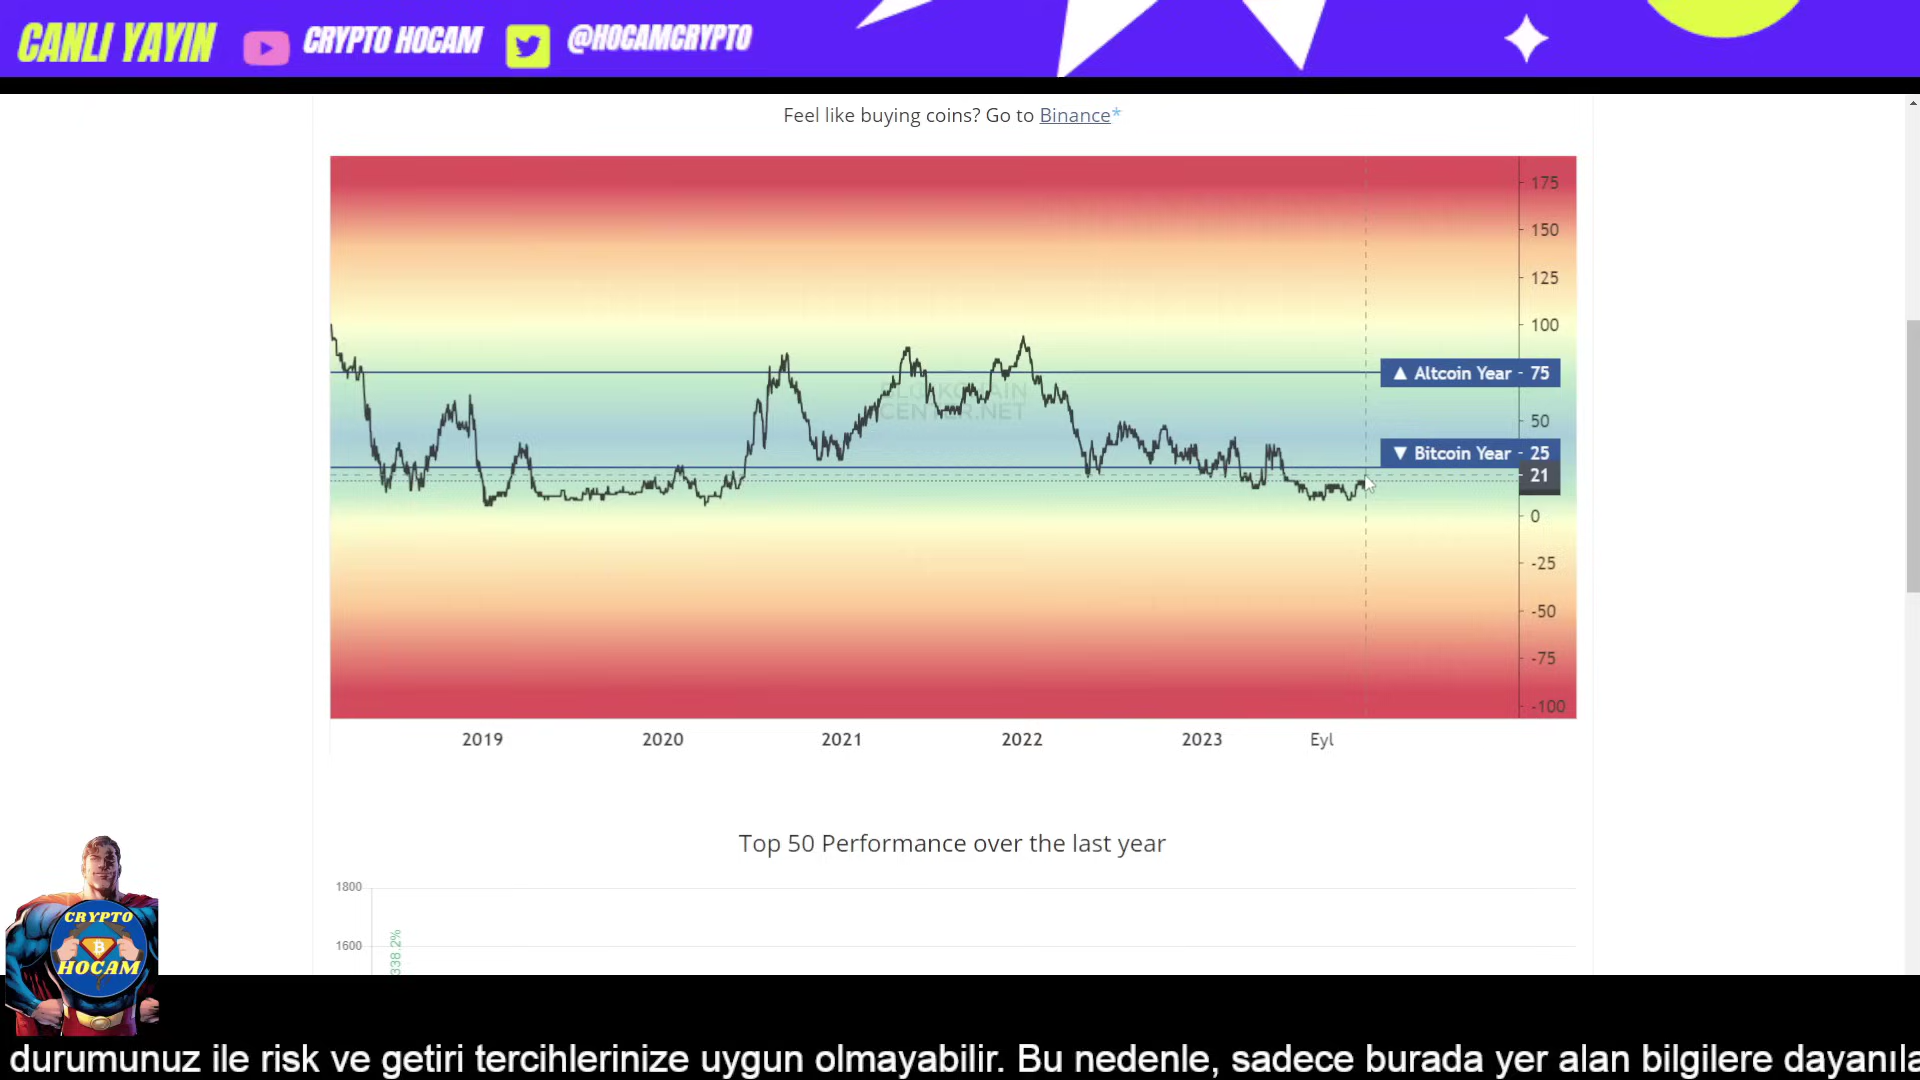 CANLI YAYIN CRYPTO HOCAM @HOCAMCRYPTO
Feel like buying coins? Go to Binance*
175
150
125
100
▲ Altcoin Year - 75
BLOCKCHAIN
CENTER.NET
50
▼ Bitcoin Year - 25
21
0
-25
-50
-75
-100
2019 2020 2021 2022 2023 Eyl
Top 50 Performance over the last year
1800
1600
338.2%
CRYPTO
B
HOCAM
durumunuz ile risk ve getiri tercihlerinize uygun olmayabilir. Bu nedenle, sadece burada yer alan bilgilere dayanıla